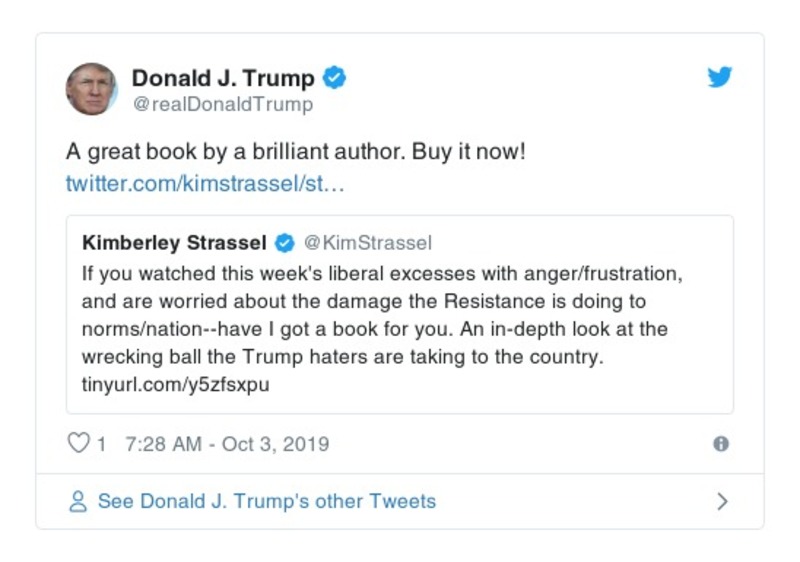 Donald J. Trump
@realDonaldTrump
A great book by a brilliant author. Buy it now!
twitter.com/kimstrassel/st…
Kimberley Strassel @KimStrassel
If you watched this week's liberal excesses with anger/frustration,
and are worried about the damage the Resistance is doing to
norms/nation--have I got a book for you. An in-depth look at the
wrecking ball the Trump haters are taking to the country.
tinyurl.com/y5zfsxpu
1 7:28 AM - Oct 3, 2019
See Donald J. Trump's other Tweets